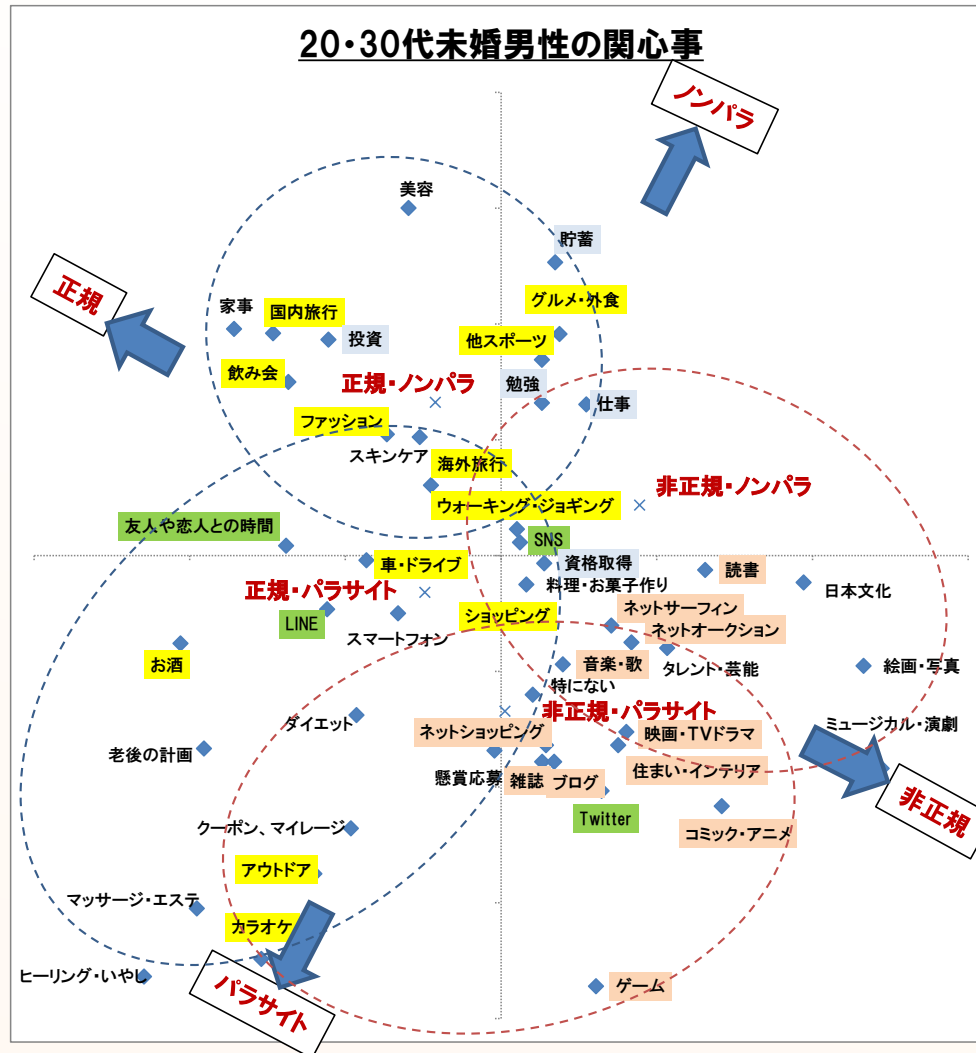 20・30代未婚男性の関心事
ノンパラ
美容
貯蓄
正規
家事
国内旅行
グルメ・外食
投資
他スポーツ
飲み会
正規・ノンパラ
勉強
仕事
ファッション
スキンケア
海外旅行
非正規・ノンパラ
ウォーキング・ジョギング
友人や恋人との時間
SNS
車・ドライブ
資格取得
読書
正規・パラサイト
料理・お菓子作り
日本文化
LINE
スマートフォン
ショッピング
ネットサーフィン
ネットオークション
お酒
音楽・歌
タレント・芸能
絵画・写真
特にない
ダイエット
非正規・パラサイト
ミュージカル・演劇
ネットショッピング
映画・TVドラマ
老後の計画
懸賞応募
雑誌
ブログ
住まい・インテリア
非正規
Twitter
クーポン、マイレージ
コミック・アニメ
アウトドア
マッサージ・エステ
カラオケ
ヒーリング・いやし
パラサイト
ゲーム